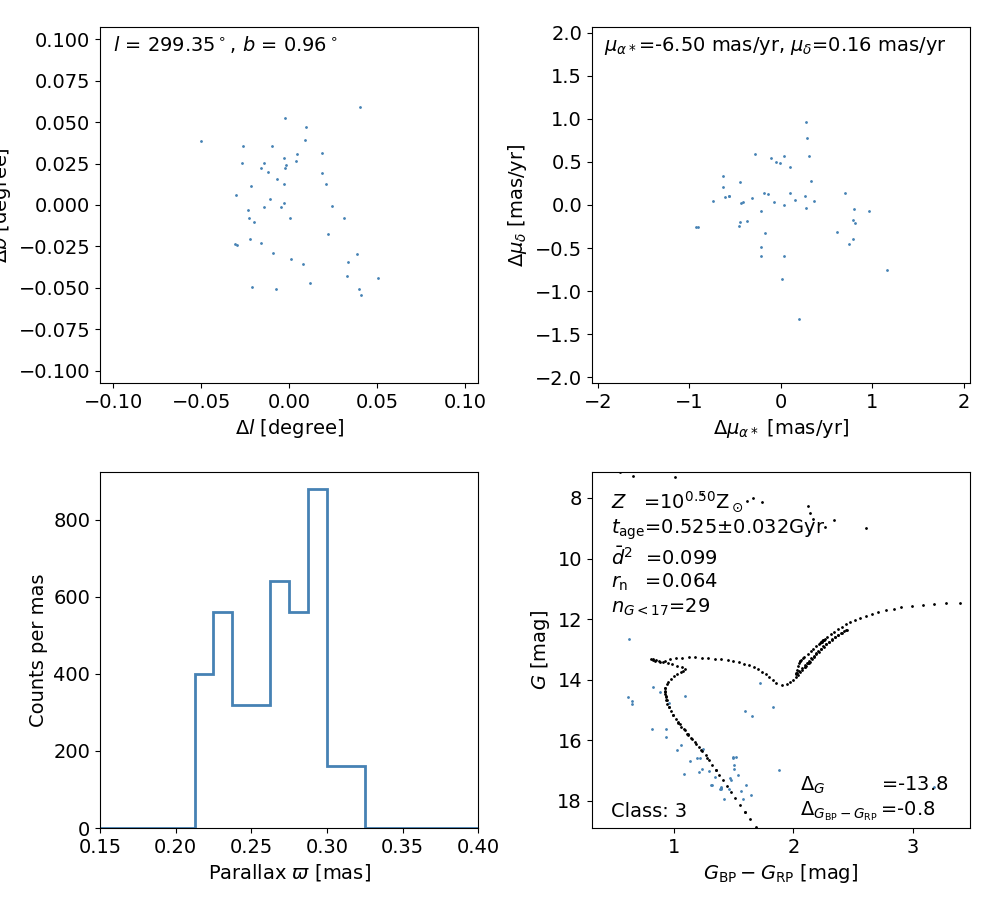 l = 299.35°, b = 0.96°
0.100
0.075
0.050
0.025
0.000
−0.025
−0.050
−0.075
−0.100
Δb [degree]
−0.10 −0.05 0.00 0.05 0.10
Δl [degree]
μα*=-6.50 mas/yr, μδ=0.16 mas/yr
2.0
1.5
1.0
0.5
0.0
−0.5
−1.0
−1.5
−2.0
Δμδ [mas/yr]
−2 −1 0 1 2
Δμα* [mas/yr]
800
600
400
200
0
Counts per mas
0.15 0.20 0.25 0.30 0.35 0.40
Parallax ϖ [mas]
Z =10^0.50 Z⊙
t_age=0.525±0.032Gyr
d̄² =0.099
r_n =0.064
n_G<17=29
8
10
12
14
16
18
G [mag]
Δ_G =-13.8
Δ_G_BP−G_RP =-0.8
Class: 3
1 2 3
G_BP − G_RP [mag]